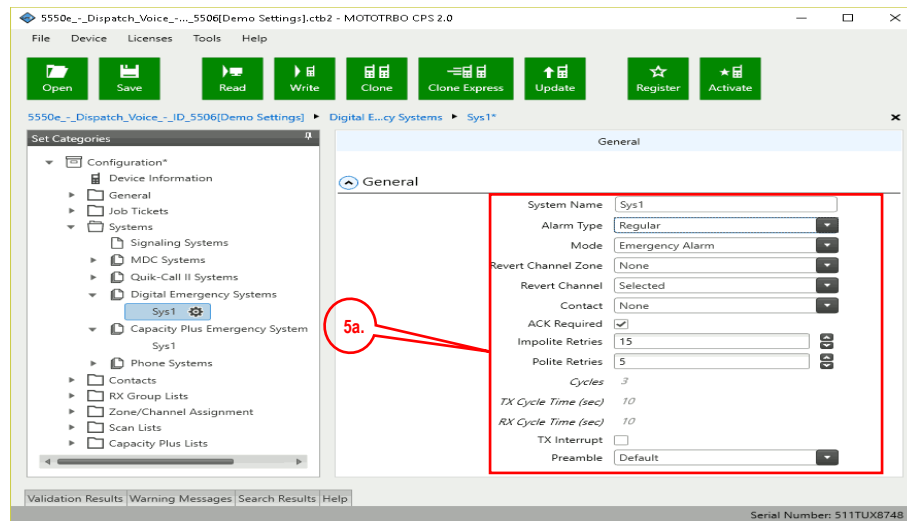 5550e_-_Dispatch_Voice_-..._5506[Demo Settings].ctb2 - MOTOTRBO CPS 2.0
File Device Licenses Tools Help
Open Save Read Write Clone Clone Express Update Register Activate
5550e_-_Dispatch_Voice_-_ID_5506[Demo Settings] Digital E...cy Systems Sys1*
Set Categories
General
Configuration*
Device Information
General
Job Tickets
Systems
Signaling Systems
MDC Systems
Quik-Call II Systems
Digital Emergency Systems
Sys1
Capacity Plus Emergency System
Sys1
Phone Systems
Contacts
RX Group Lists
Zone/Channel Assignment
Scan Lists
Capacity Plus Lists
General
System Name Sys1
Alarm Type Regular
Mode Emergency Alarm
Revert Channel Zone None
Revert Channel Selected
Contact None
ACK Required
Impolite Retries 15
Polite Retries 5
Cycles 3
TX Cycle Time (sec) 10
RX Cycle Time (sec) 10
TX Interrupt
Preamble Default
5a.
Validation Results Warning Messages Search Results Help
Serial Number: 511TUX8748